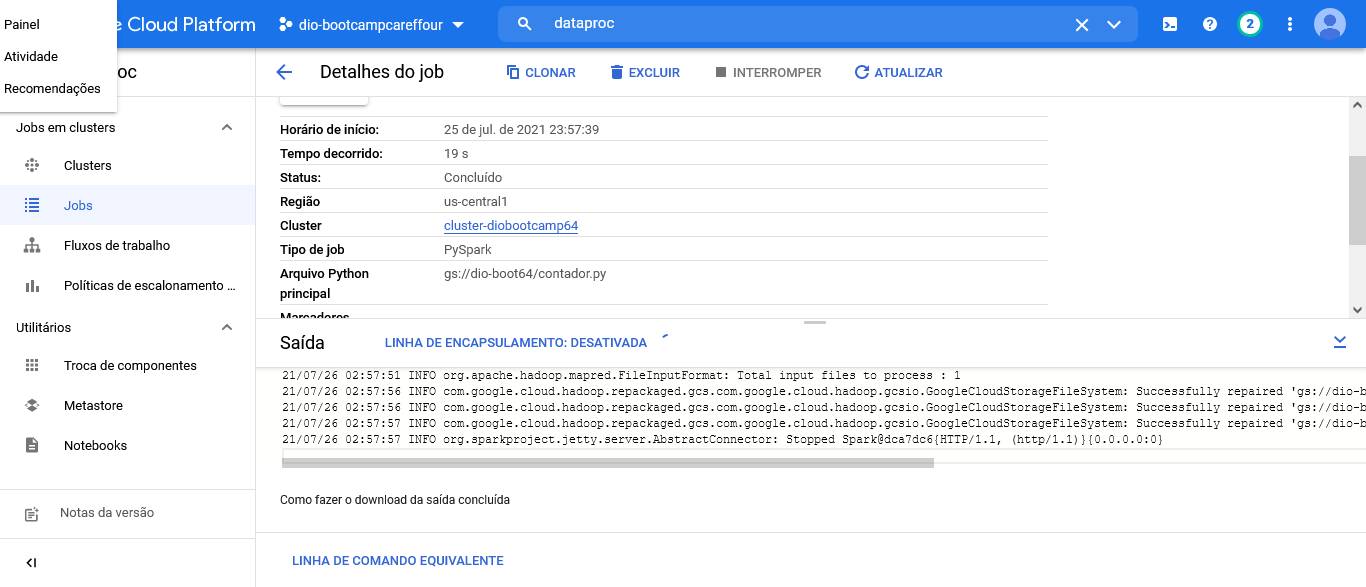 Painel
Atividade
Recomendações
e Cloud Platform
dio-bootcampcareffour
dataproc
2
oc
Detalhes do job
CLONAR
EXCLUIR
INTERROMPER
ATUALIZAR
Jobs em clusters
Clusters
Jobs
Fluxos de trabalho
Políticas de escalonamento ...
Utilitários
Troca de componentes
Metastore
Notebooks
Notas da versão
Horário de início: 25 de jul. de 2021 23:57:39
Tempo decorrido: 19 s
Status: Concluído
Região us-central1
Cluster cluster-diobootcamp64
Tipo de job PySpark
Arquivo Python gs://dio-boot64/contador.py
principal
Marcadores
Saída
LINHA DE ENCAPSULAMENTO: DESATIVADA
21/07/26 02:57:51 INFO org.apache.hadoop.mapred.FileInputFormat: Total input files to process : 1
21/07/26 02:57:56 INFO com.google.cloud.hadoop.repackaged.gcs.com.google.cloud.hadoop.gcsio.GoogleCloudStorageFileSystem: Successfully repaired 'gs://dio-b
21/07/26 02:57:56 INFO com.google.cloud.hadoop.repackaged.gcs.com.google.cloud.hadoop.gcsio.GoogleCloudStorageFileSystem: Successfully repaired 'gs://dio-b
21/07/26 02:57:57 INFO com.google.cloud.hadoop.repackaged.gcs.com.google.cloud.hadoop.gcsio.GoogleCloudStorageFileSystem: Successfully repaired 'gs://dio-b
21/07/26 02:57:57 INFO org.sparkproject.jetty.server.AbstractConnector: Stopped Spark@dca7dc6{HTTP/1.1, (http/1.1)}{0.0.0.0:0}
Como fazer o download da saída concluída
LINHA DE COMANDO EQUIVALENTE